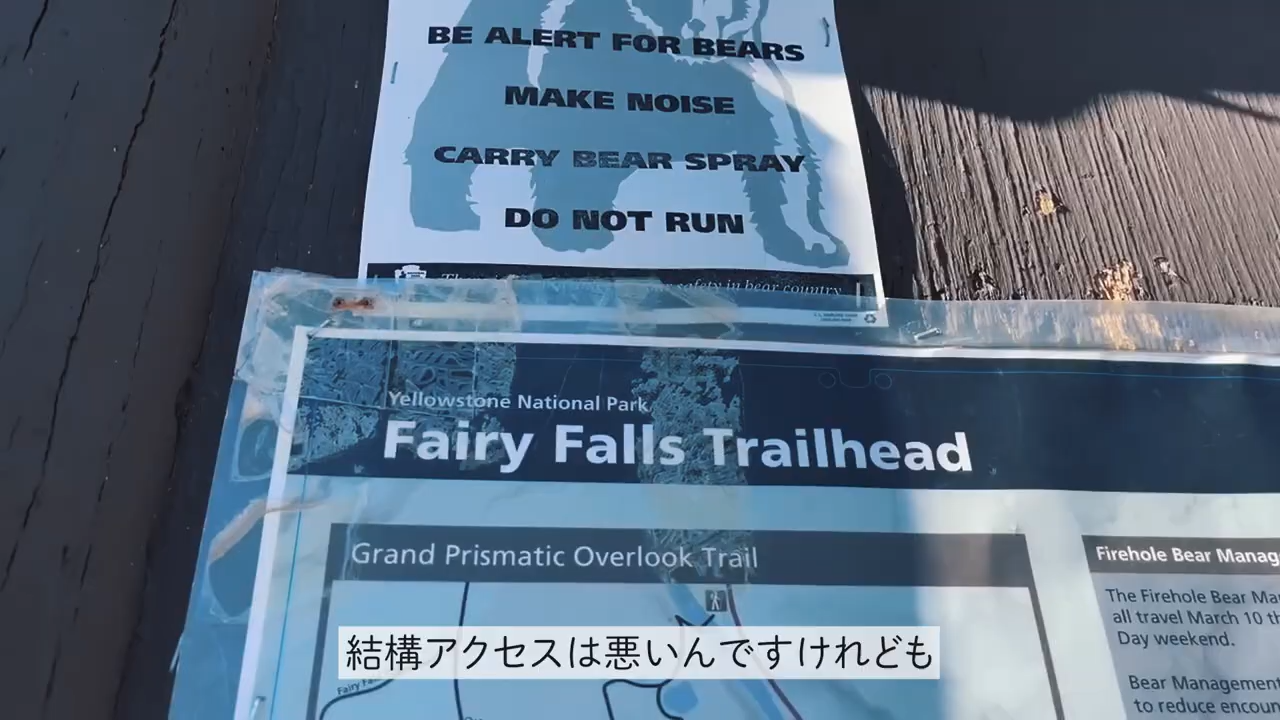 BE ALERT FOR BEARS
MAKE NOISE
CARRY BEAR SPRAY
DO NOT RUN
safety in bear country.
Yellowstone National Park
Fairy Falls Trailhead
Grand Prismatic Overlook Trail
Firehole Bear Manag
The Firehole Bear Ma
all travel March 10 th
Day weekend.
Bear Management
to reduce encoun
Fairy
結構アクセスは悪いんですけれども